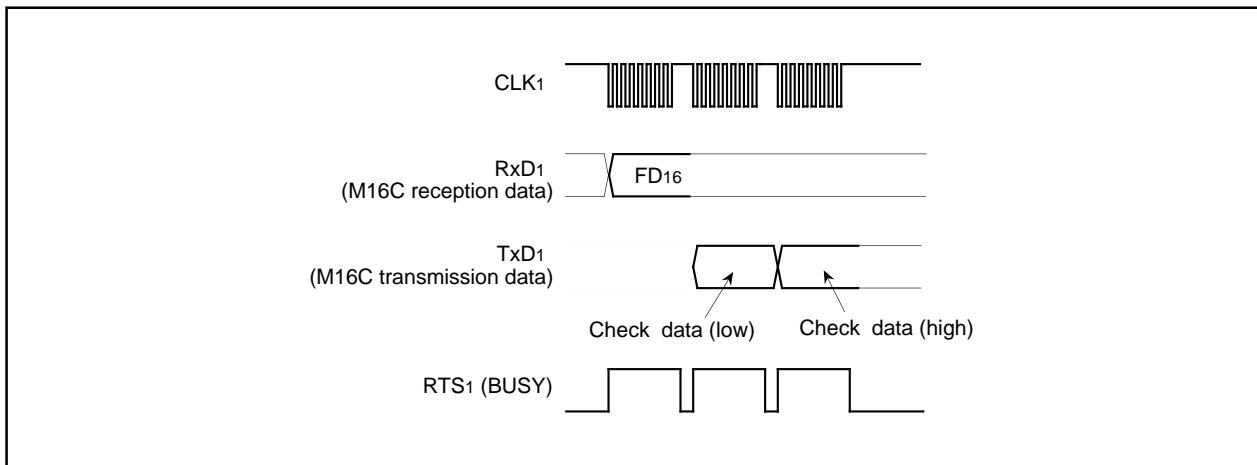 CLK1
RxD1
(M16C reception data)
FD16
TxD1
(M16C transmission data)
Check data (low)
Check data (high)
RTS1 (BUSY)